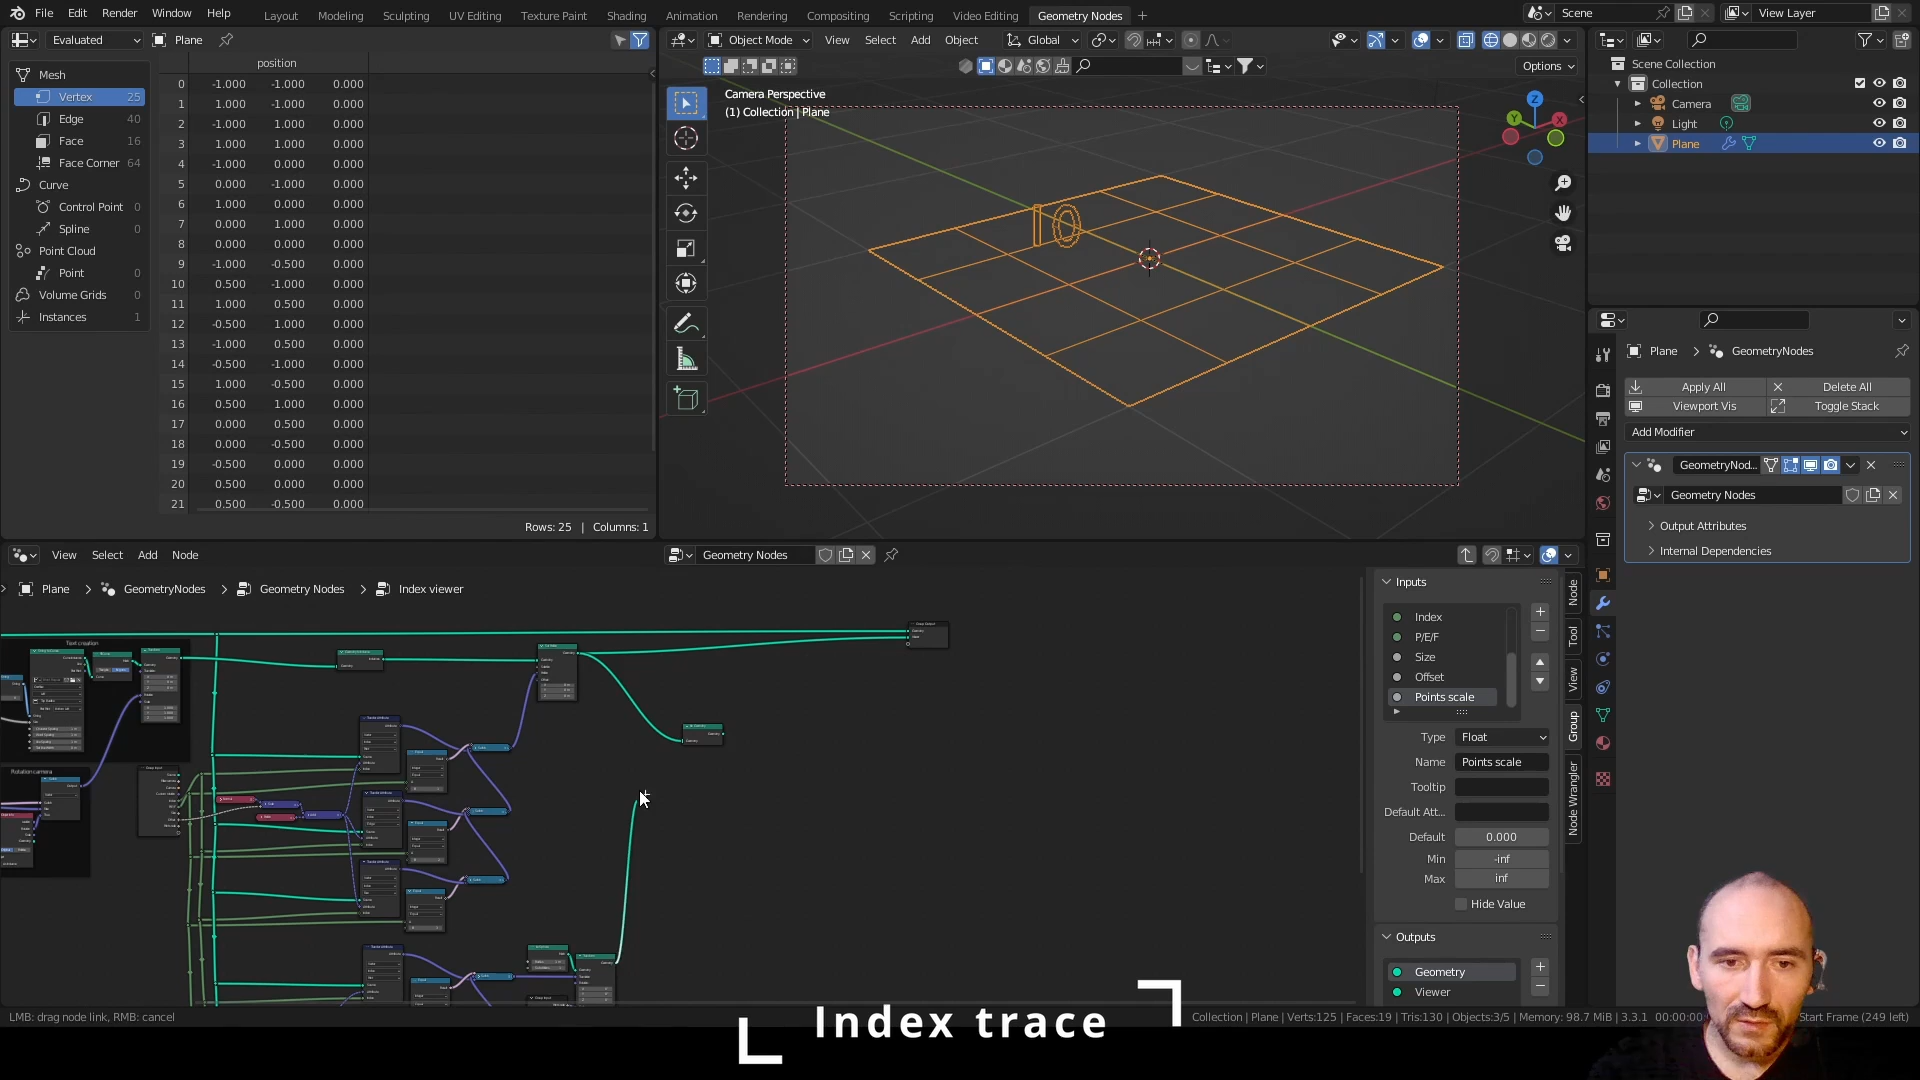 File Edit Render Window Help
Layout Modeling Sculpting UV Editing Texture Paint Shading Animation Rendering Compositing Scripting Video Editing Geometry Nodes
Scene View Layer
Evaluated Plane
Object Mode View Select Add Object Global
Options
Mesh
Vertex 25
Edge 40
Face 16
Face Corner 64
Curve
Control Point 0
Spline 0
Point Cloud
Point 0
Volume Grids 0
Instances 1
position
0 -1.000 -1.000 0.000
1 1.000 -1.000 0.000
2 -1.000 1.000 0.000
3 1.000 1.000 0.000
4 -1.000 0.000 0.000
5 0.000 -1.000 0.000
6 1.000 0.000 0.000
7 0.000 1.000 0.000
8 0.000 0.000 0.000
9 -1.000 -0.500 0.000
10 0.500 -1.000 0.000
11 1.000 0.500 0.000
12 -0.500 1.000 0.000
13 -1.000 0.500 0.000
14 -0.500 -1.000 0.000
15 1.000 -0.500 0.000
16 0.500 1.000 0.000
17 0.000 0.500 0.000
18 0.000 -0.500 0.000
19 -0.500 0.000 0.000
20 0.500 0.000 0.000
21 0.500 -0.500 0.000
Rows: 25 | Columns: 1
Camera Perspective
(1) Collection | Plane
Z
Y
X
Scene Collection
Collection
Camera
Light
Plane
Plane GeometryNodes
Apply All Delete All
Viewport Vis Toggle Stack
Add Modifier
GeometryNod...
Geometry Nodes
Output Attributes
Internal Dependencies
View Select Add Node Geometry Nodes
Plane GeometryNodes Geometry Nodes Index viewer
Text creation
Rotation camera
Inputs
Index
P/E/F
Size
Offset
Points scale
Type Float
Name Points scale
Tooltip
Default Att...
Default 0.000
Min -inf
Max inf
Hide Value
Outputs
Geometry
Viewer
Node
Tool
View
Group
Node Wrangler
LMB: drag node link, RMB: cancel
Index trace
Collection | Plane | Verts:125 | Faces:19 | Tris:130 | Objects:3/5 | Memory: 98.7 MiB | 3.3.1
Start Frame (249 left)